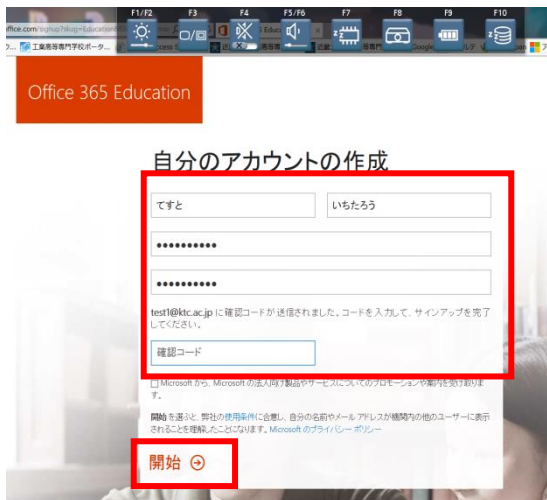 F1/F2 F3 F4 F5/F6 F7 F8 F9 F10
工業高等専門学校ポータ...
Office 365 Education
自分のアカウントの作成
てすと いちたろう
••••••••••
••••••••••
test1@ktc.ac.jp に確認コードが送信されました。コードを入力して、サインアップを完了
してください。
確認コード
Microsoft から、Microsoft の法人向け製品やサービスについてのプロモーションや案内を受け取りま
す。
開始 を選ぶと、弊社の使用条件に合意し、自分の名前やメール アドレスが機関内の他のユーザーに表示
されることを理解したことになります。Microsoft のプライバシー ポリシー
開始